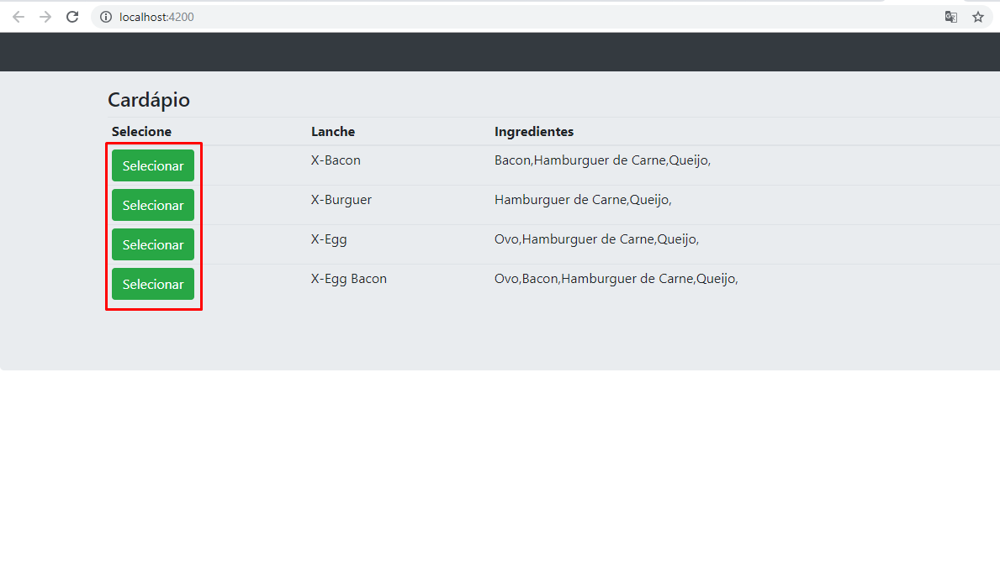 localhost:4200
Cardápio
Selecione Lanche Ingredientes
Selecionar X-Bacon Bacon,Hamburguer de Carne,Queijo,
Selecionar X-Burguer Hamburguer de Carne,Queijo,
Selecionar X-Egg Ovo,Hamburguer de Carne,Queijo,
Selecionar X-Egg Bacon Ovo,Bacon,Hamburguer de Carne,Queijo,